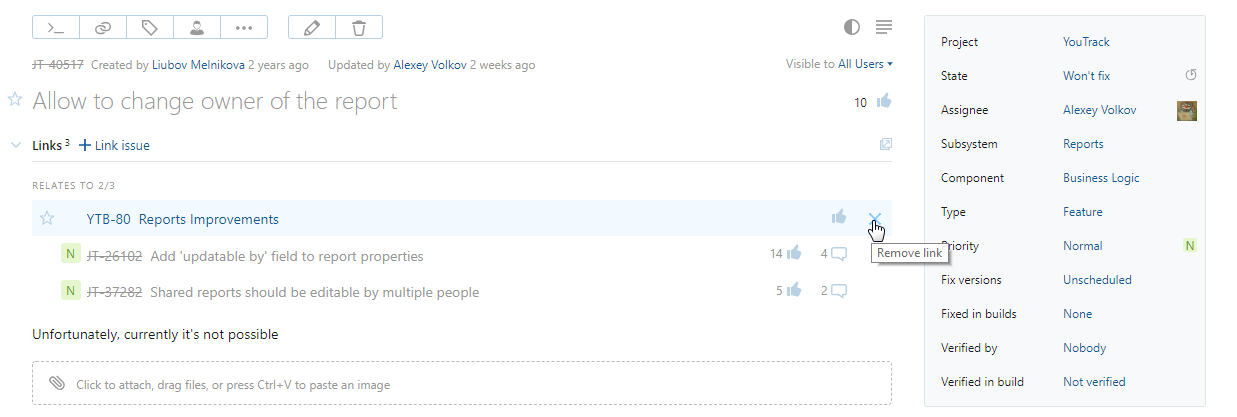 JT-40517 Created by Liubov Melnikova 2 years ago Updated by Alexey Volkov 2 weeks ago Visible to All Users
Allow to change owner of the report 10
Links 3 + Link issue
RELATES TO 2/3
YTB-80 Reports Improvements
Remove link
N JT-26102 Add 'updatable by' field to report properties 14 4
N JT-37282 Shared reports should be editable by multiple people 5 2
Unfortunately, currently it's not possible
Click to attach, drag files, or press Ctrl+V to paste an image
Project YouTrack
State Won't fix
Assignee Alexey Volkov
Subsystem Reports
Component Business Logic
Type Feature
Priority Normal N
Fix versions Unscheduled
Fixed in builds None
Verified by Nobody
Verified in build Not verified